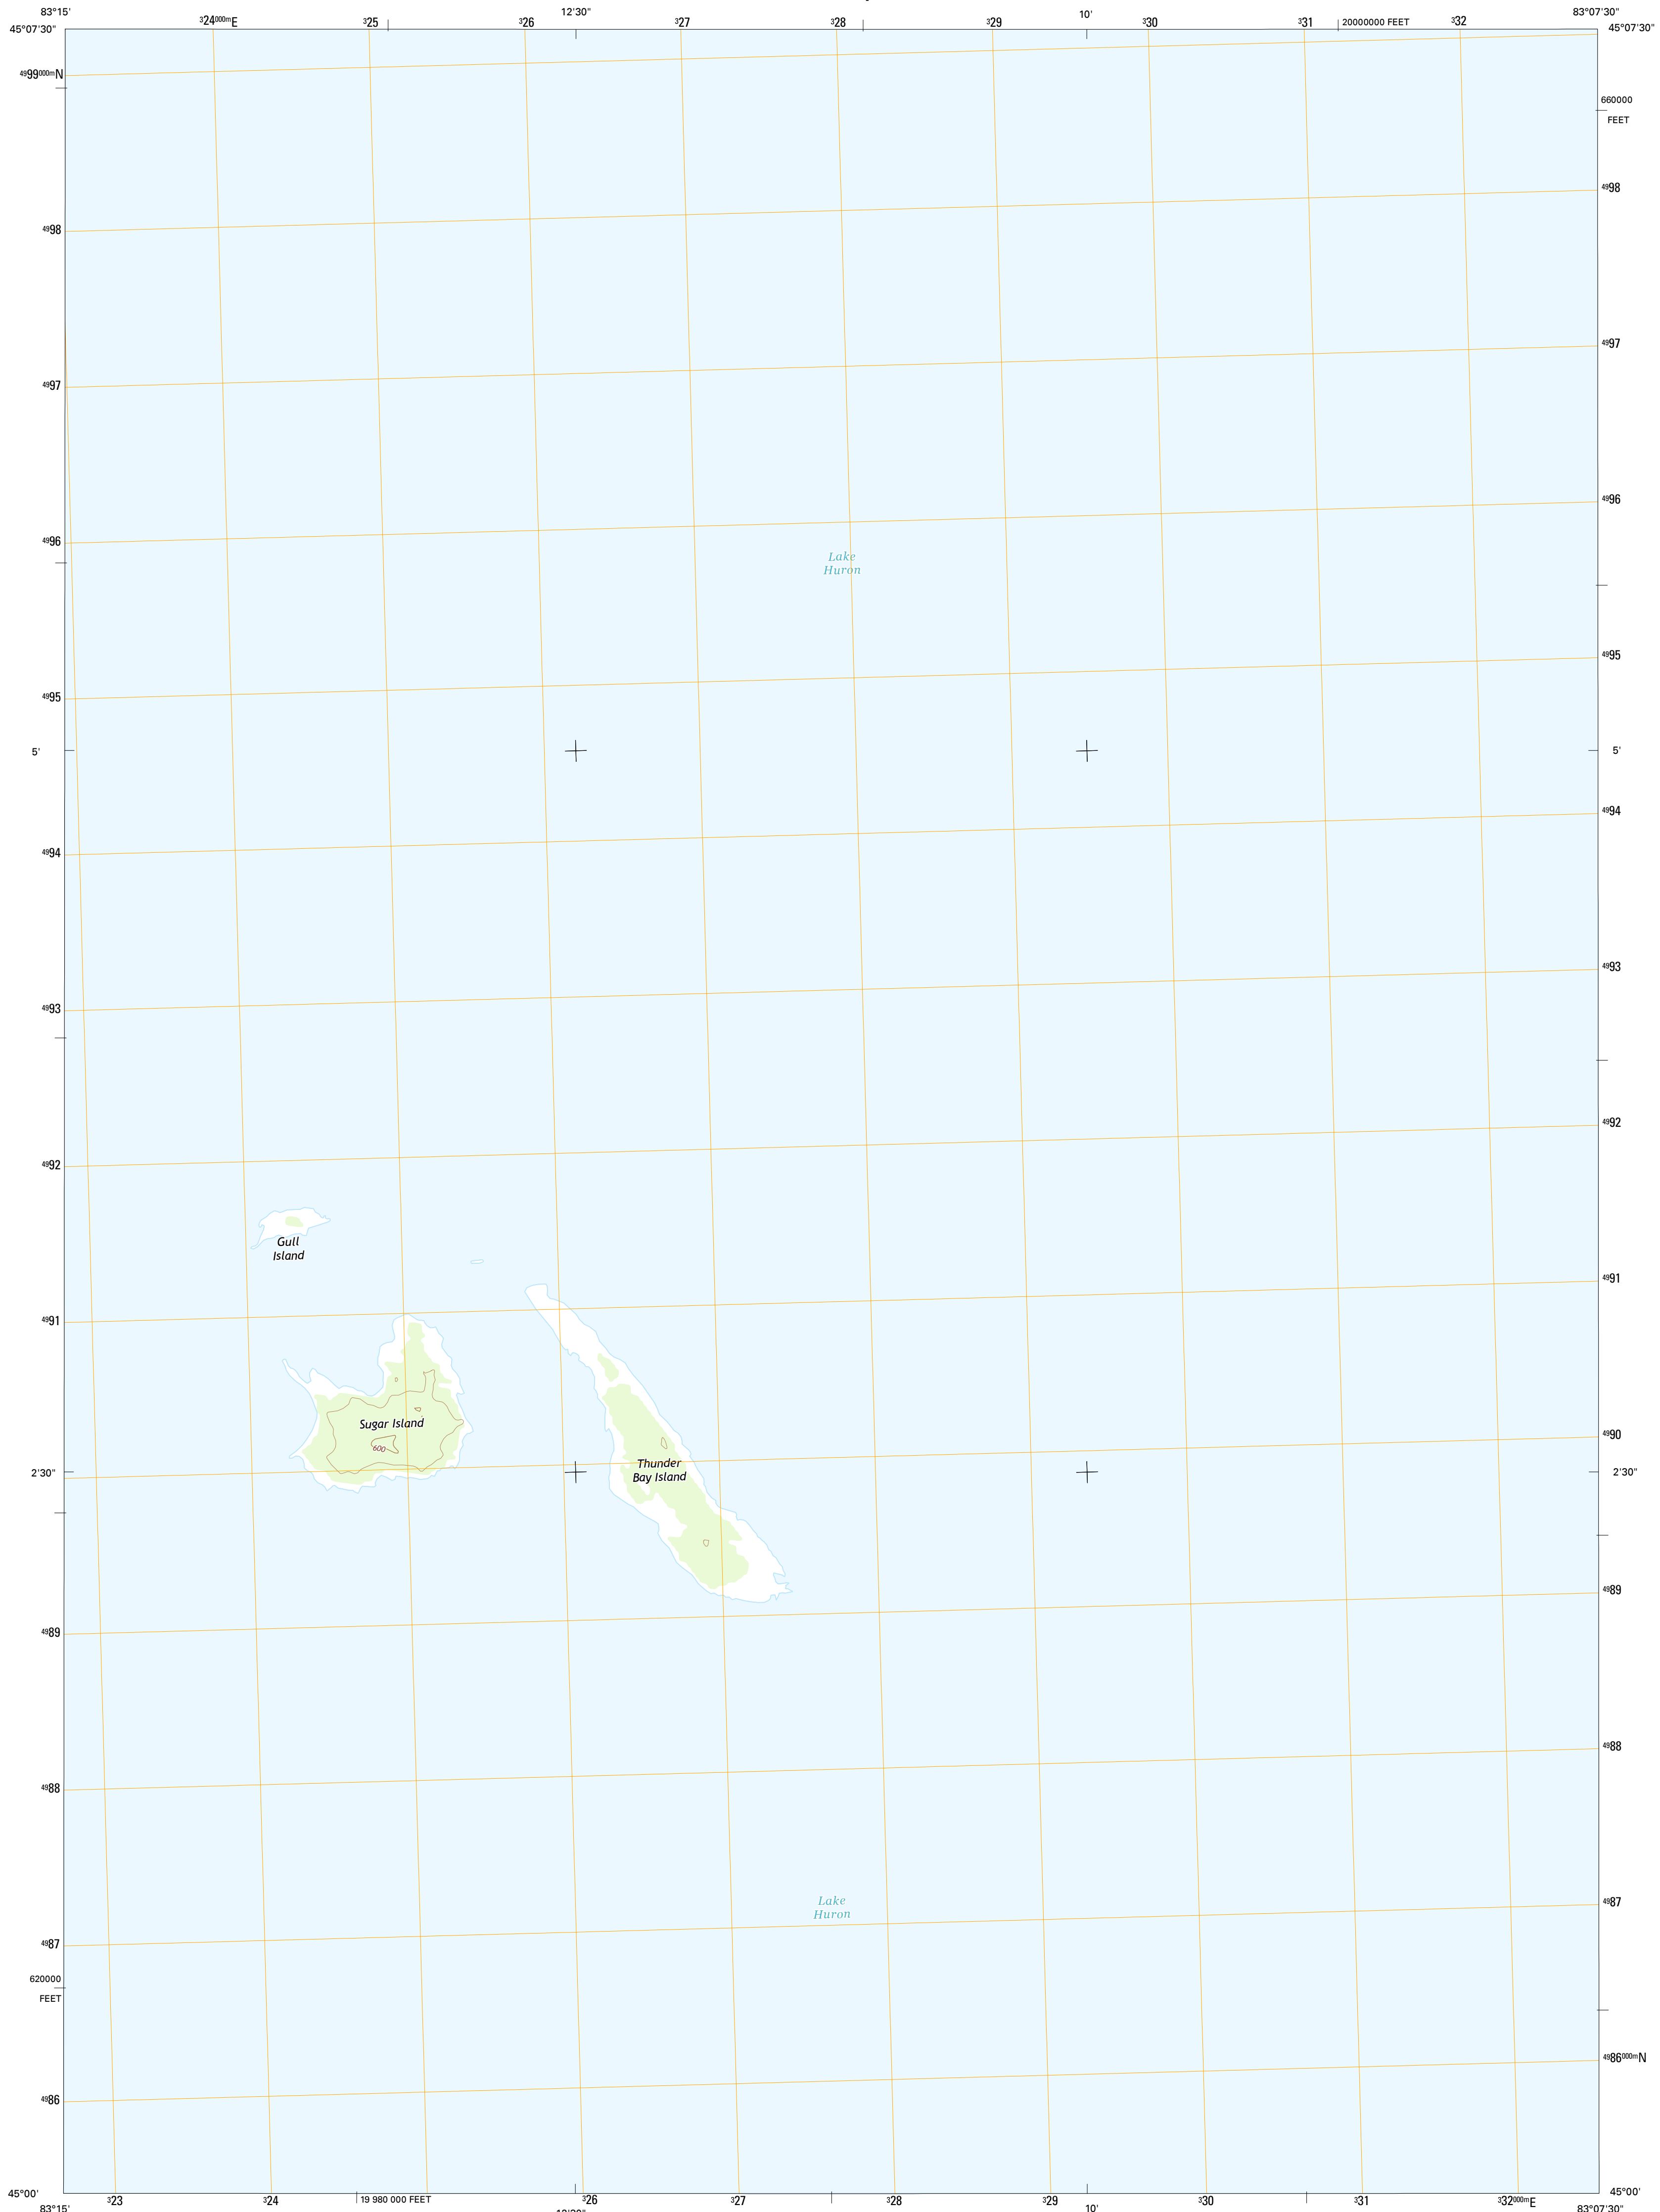 83°15' 324000mE 325 326 12'30" 327 328 329 10' 330 331 20000000 FEET 332 83°07'30"
45°07'30" 45°07'30"
4999000mN
660000
FEET
4998
4998
4997
4997
4996
4996
Lake
Huron
4995
4995
5' 5'
4994
4994
4993
4993
4992
4992
Gull
Island
4991
4991
Sugar Island
4990
600
Thunder
Bay Island
2'30" 2'30"
4989
4989
4988
4988
Lake
Huron
4987
4987
620000
FEET
4986000mN
4986
45°00' 45°00'
83°15' 323 324 19 980 000 FEET 326 327 328 329 10' 330 331 332000mE 83°07'30"